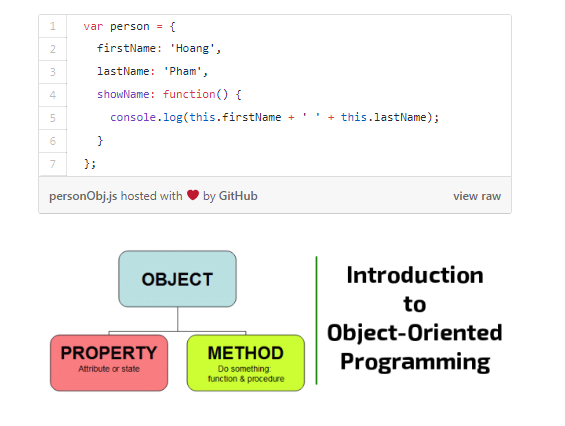 1 var person = {
2 firstName: 'Hoang',
3 lastName: 'Pham',
4 showName: function() {
5 console.log(this.firstName + ' ' + this.lastName);
6 }
7 };
personObj.js hosted with ❤ by GitHub view raw
OBJECT
PROPERTY
Attribute or state
METHOD
Do something:
function & procedure
Introduction
to
Object-Oriented
Programming